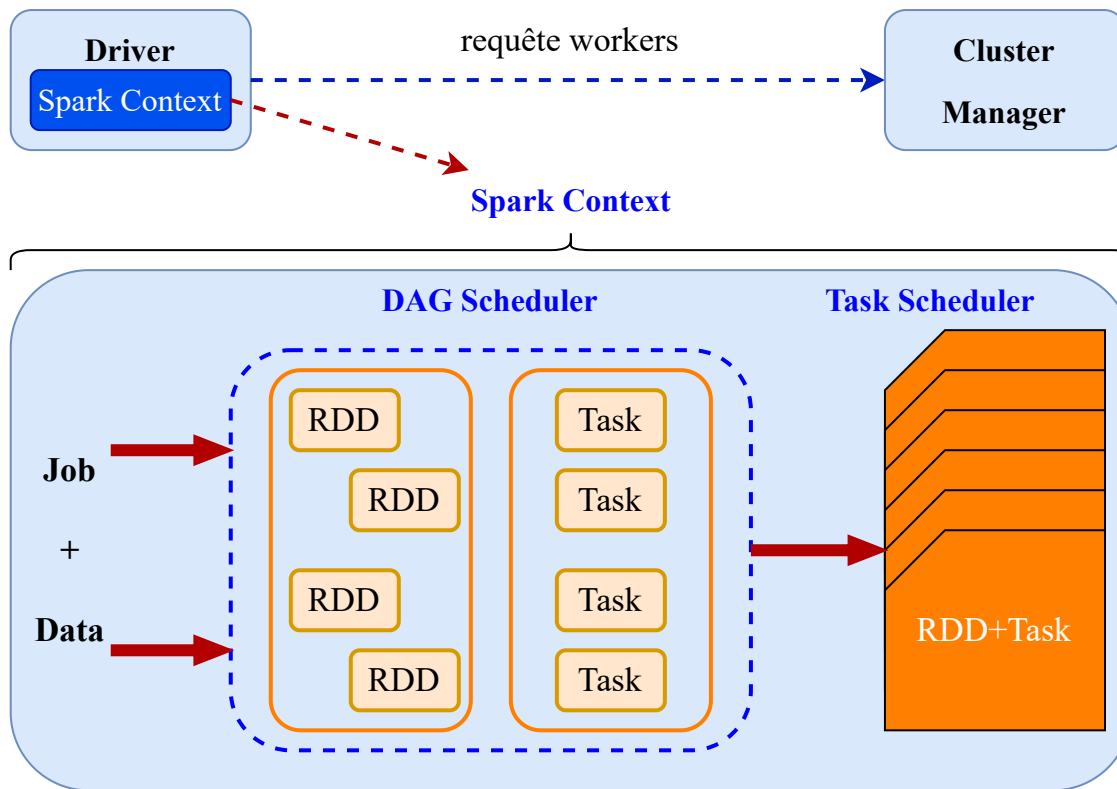 Driver
Spark Context
requête workers
Cluster
Manager
Spark Context
DAG Scheduler
Task Scheduler
Job
+
Data
RDD
RDD
RDD
RDD
Task
Task
Task
Task
RDD+Task